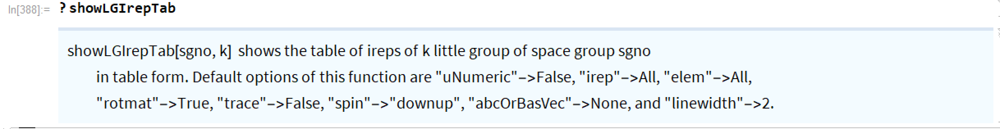 In[388]:= ? showLGIrepTab
showLGIrepTab[sgno, k] shows the table of ireps of k little group of space group sgno
in table form. Default options of this function are "uNumeric"->False, "irep"->All, "elem"->All,
"rotmat"->True, "trace"->False, "spin"->"downup", "abcOrBasVec"->None, and "linewidth"->2.